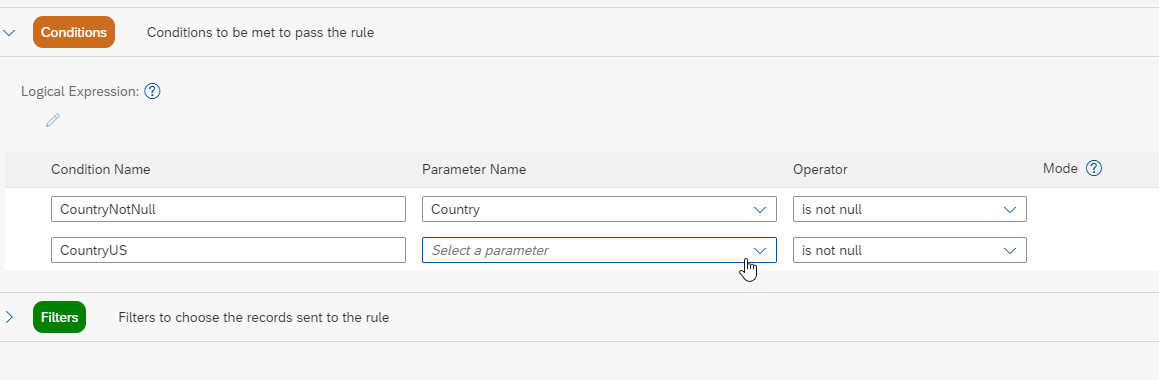 Conditions Conditions to be met to pass the rule
Logical Expression: ?
Condition Name Parameter Name Operator Mode ?
CountryNotNull Country is not null
CountryUS Select a parameter is not null
Filters Filters to choose the records sent to the rule